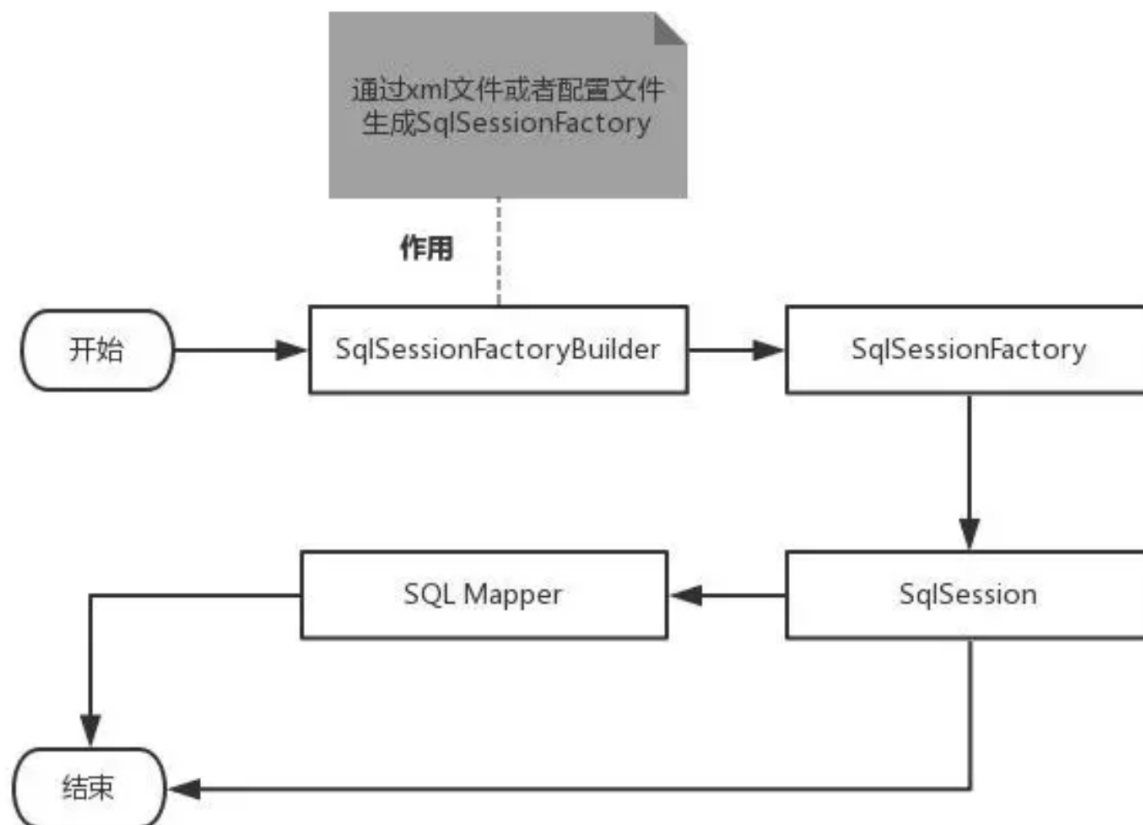 通过xml文件或者配置文件
生成SqlSessionFactory
作用
开始
SqlSessionFactoryBuilder
SqlSessionFactory
SQL Mapper
SqlSession
结束